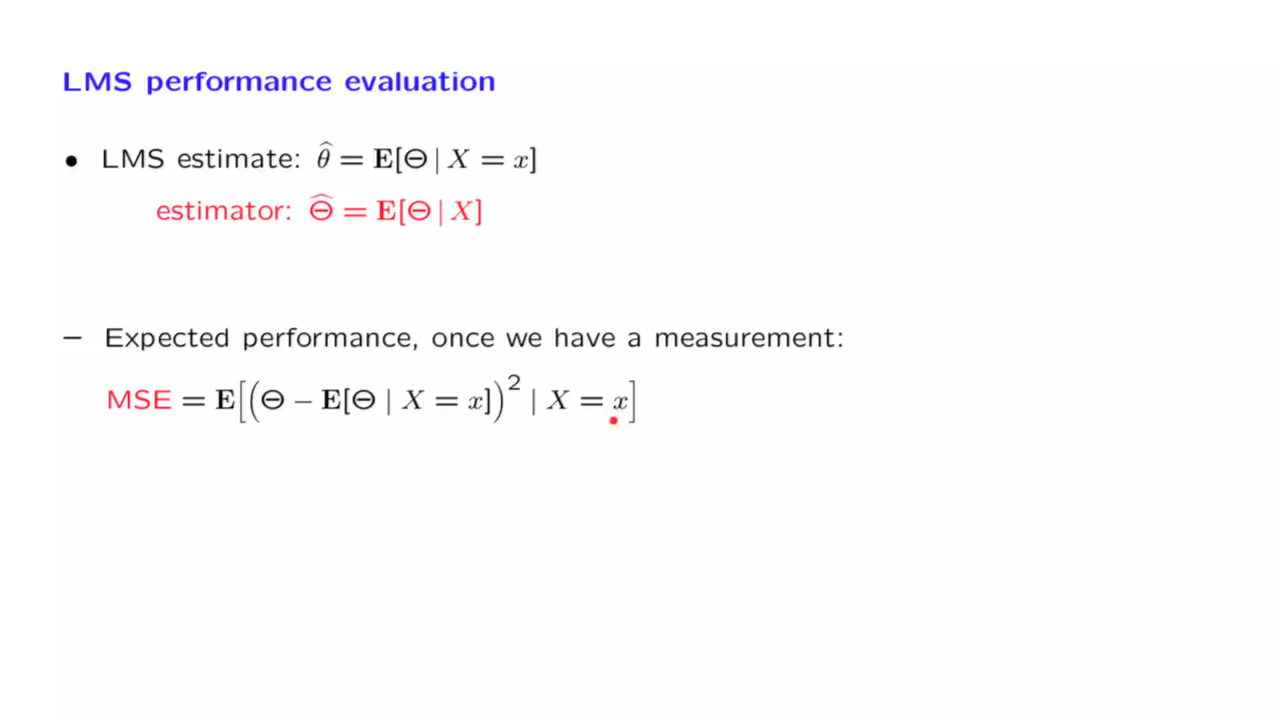 LMS performance evaluation
• LMS estimate: θ̂ = E[Θ | X = x]
estimator: Θ̂ = E[Θ | X]
– Expected performance, once we have a measurement:
MSE = E[(Θ − E[Θ | X = x])² | X = x]